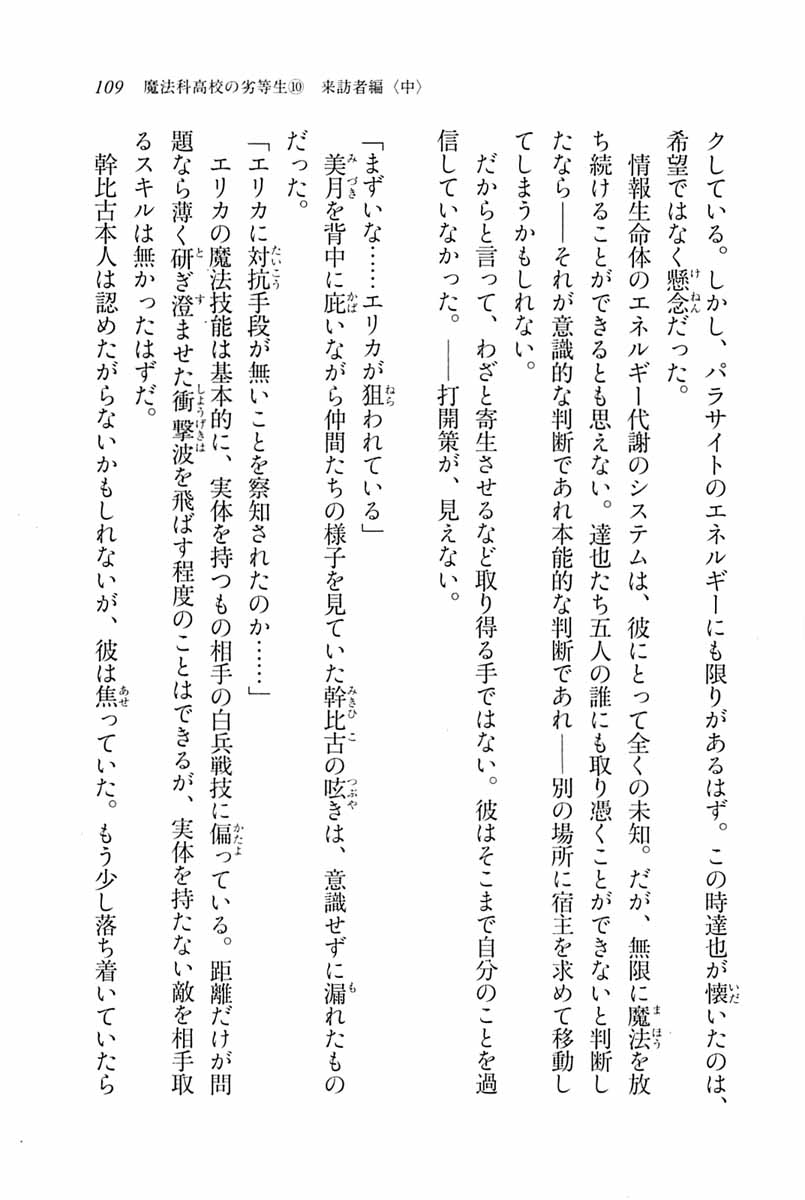 109　魔法科高校の劣等生⑩　来訪者編〈中〉
クしている。しかし、パラサイトのエネルギーにも限りがあるはず。この時達也が懐いたのは、
希望ではなく懸念だった。
　情報生命体のエネルギー代謝のシステムは、彼にとって全くの未知。だが、無限に魔法を放
ち続けることができるとも思えない。達也たち五人の誰にも取り憑くことができないと判断し
たなら――それが意識的な判断であれ本能的な判断であれ――別の場所に宿主を求めて移動し
てしまうかもしれない。
　だからと言って、わざと寄生させるなど取り得る手ではない。彼はそこまで自分のことを過
信していなかった。――打開策が、見えない。
「まずいな……エリカが狙われている」
　美月を背中に庇いながら仲間たちの様子を見ていた幹比古の呟きは、意識せずに漏れたもの
だった。
「エリカに対抗手段が無いことを察知されたのか……」
　エリカの魔法技能は基本的に、実体を持つもの相手の白兵戦技に偏っている。距離だけが問
題なら薄く研ぎ澄ませた衝撃波を飛ばす程度のことはできるが、実体を持たない敵を相手取
るスキルは無かったはずだ。
　幹比古本人は認めたがらないかもしれないが、彼は焦っていた。もう少し落ち着いていたら